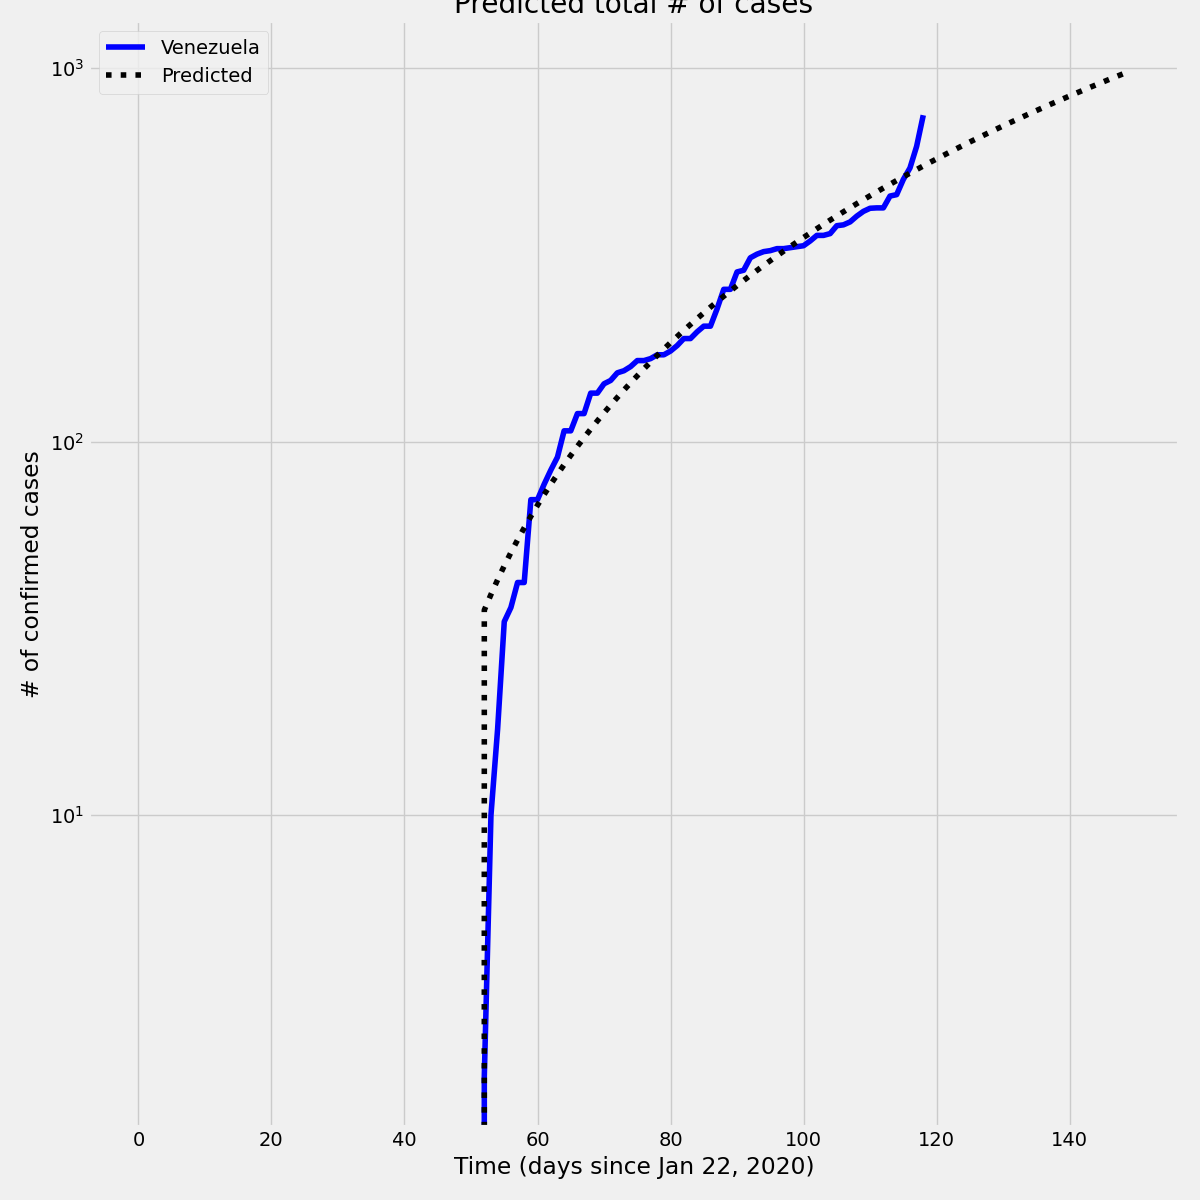 Predicted total # of cases
Venezuela
Predicted
10³
10²
10¹
# of confirmed cases
0 20 40 60 80 100 120 140
Time (days since Jan 22, 2020)